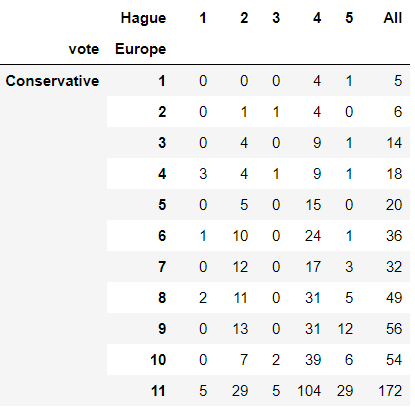 Hague 1 2 3 4 5 All
vote Europe
Conservative 1 0 0 0 4 1 5
2 0 1 1 4 0 6
3 0 4 0 9 1 14
4 3 4 1 9 1 18
5 0 5 0 15 0 20
6 1 10 0 24 1 36
7 0 12 0 17 3 32
8 2 11 0 31 5 49
9 0 13 0 31 12 56
10 0 7 2 39 6 54
11 5 29 5 104 29 172